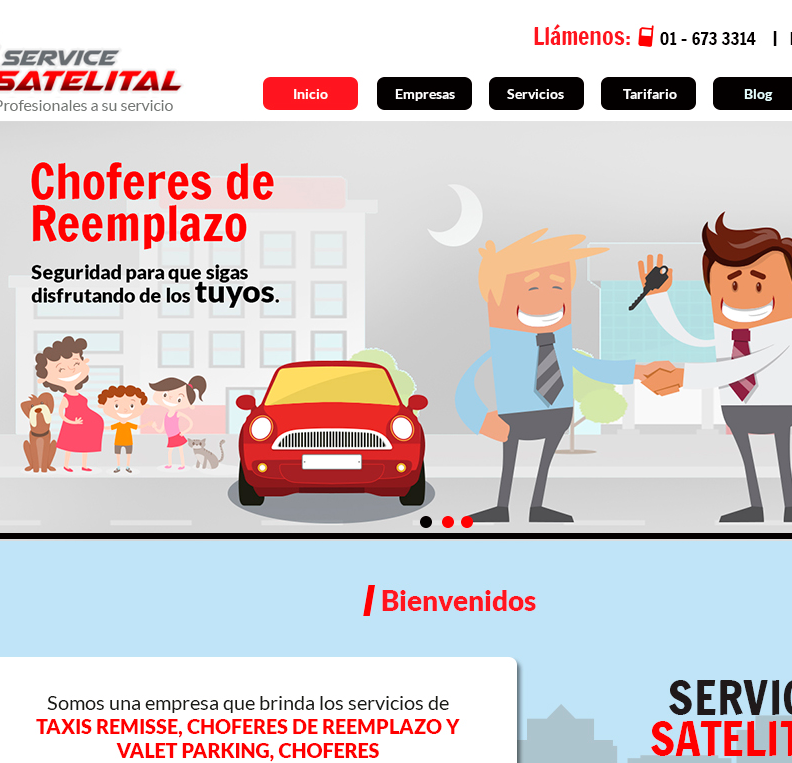 Llámenos: 01 - 673 3314
SERVICE
SATELITAL
Profesionales a su servicio
Inicio Empresas Servicios Tarifario Blog
Choferes de
Reemplazo
Seguridad para que sigas
disfrutando de los tuyos.
Bienvenidos
Somos una empresa que brinda los servicios de
TAXIS REMISSE, CHOFERES DE REEMPLAZO Y
VALET PARKING, CHOFERES
SERVIC
SATELIT